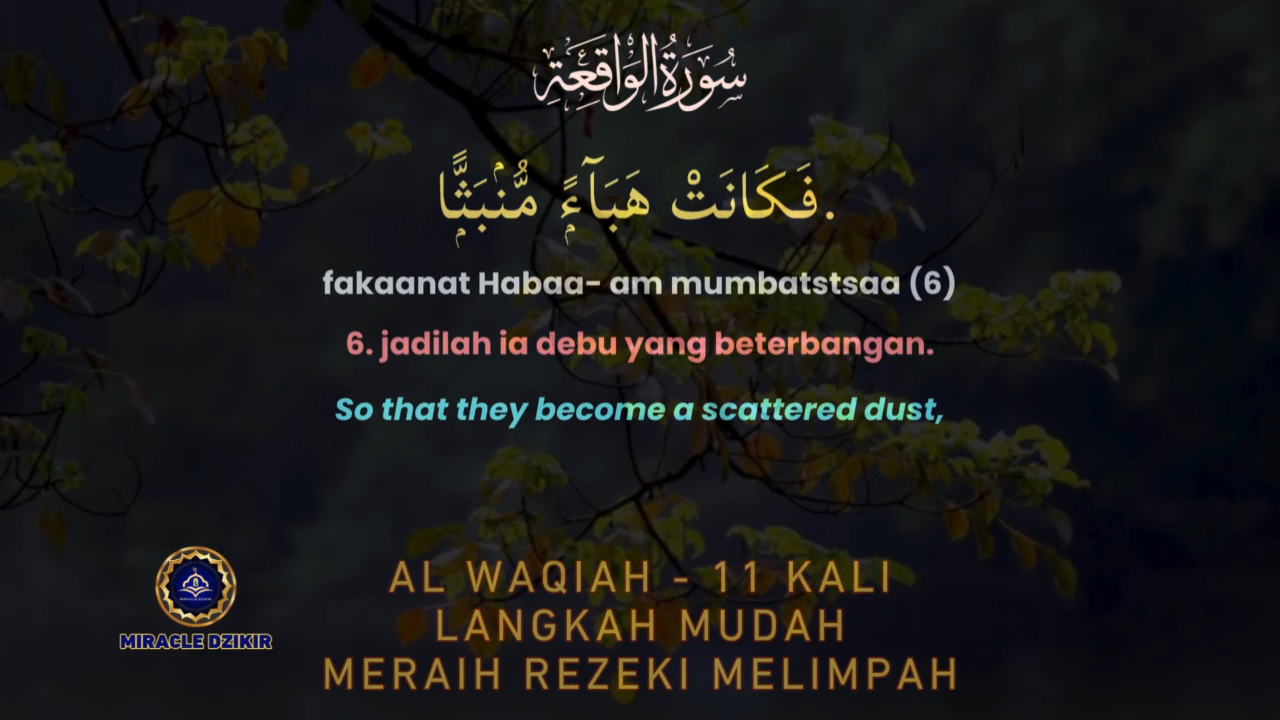 سُورَةُ الْوَاقِعَةِ
فَكَانَتْ هَبَآءً مُّنۢبَثًّا.
fakaanat Habaa- am mumbatstsaa (6)
6. jadilah ia debu yang beterbangan.
So that they become a scattered dust,
AL WAQIAH - 11 KALI
LANGKAH MUDAH
MERAIH REZEKI MELIMPAH
MIRACLE DZIKIR